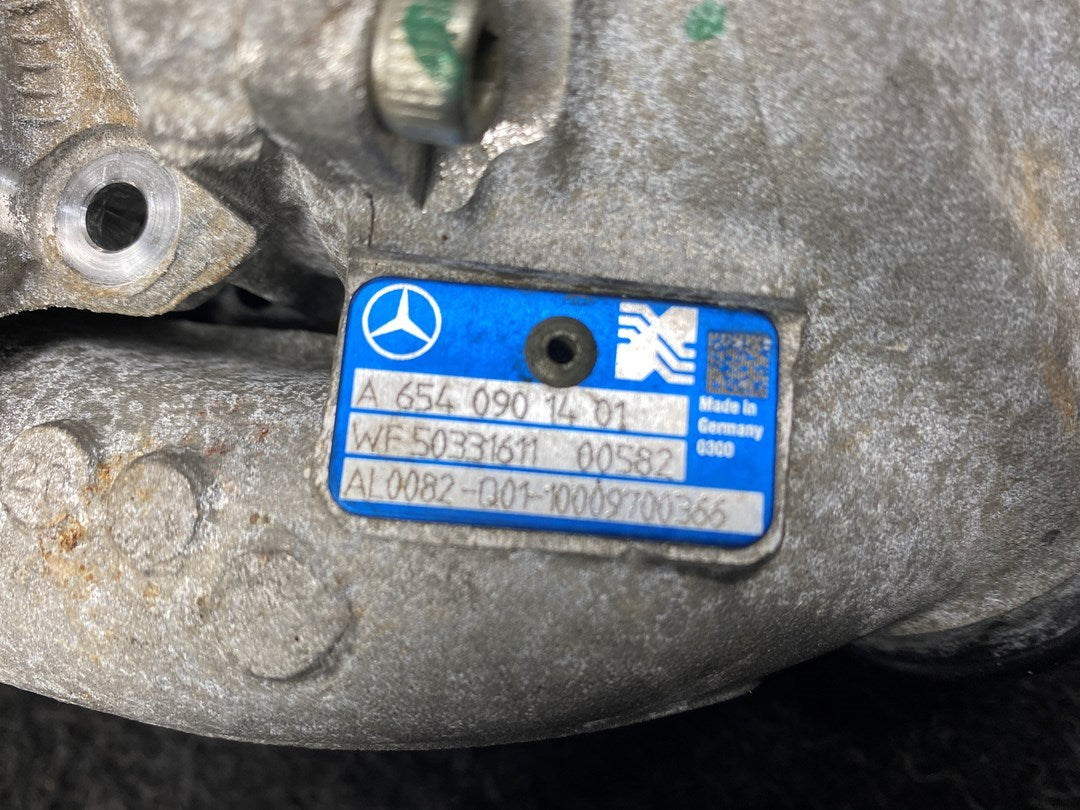 A 654 090 14 01
WF 50331611 00582
AL0082-Q01-10009700366
Made in
Germany
0300